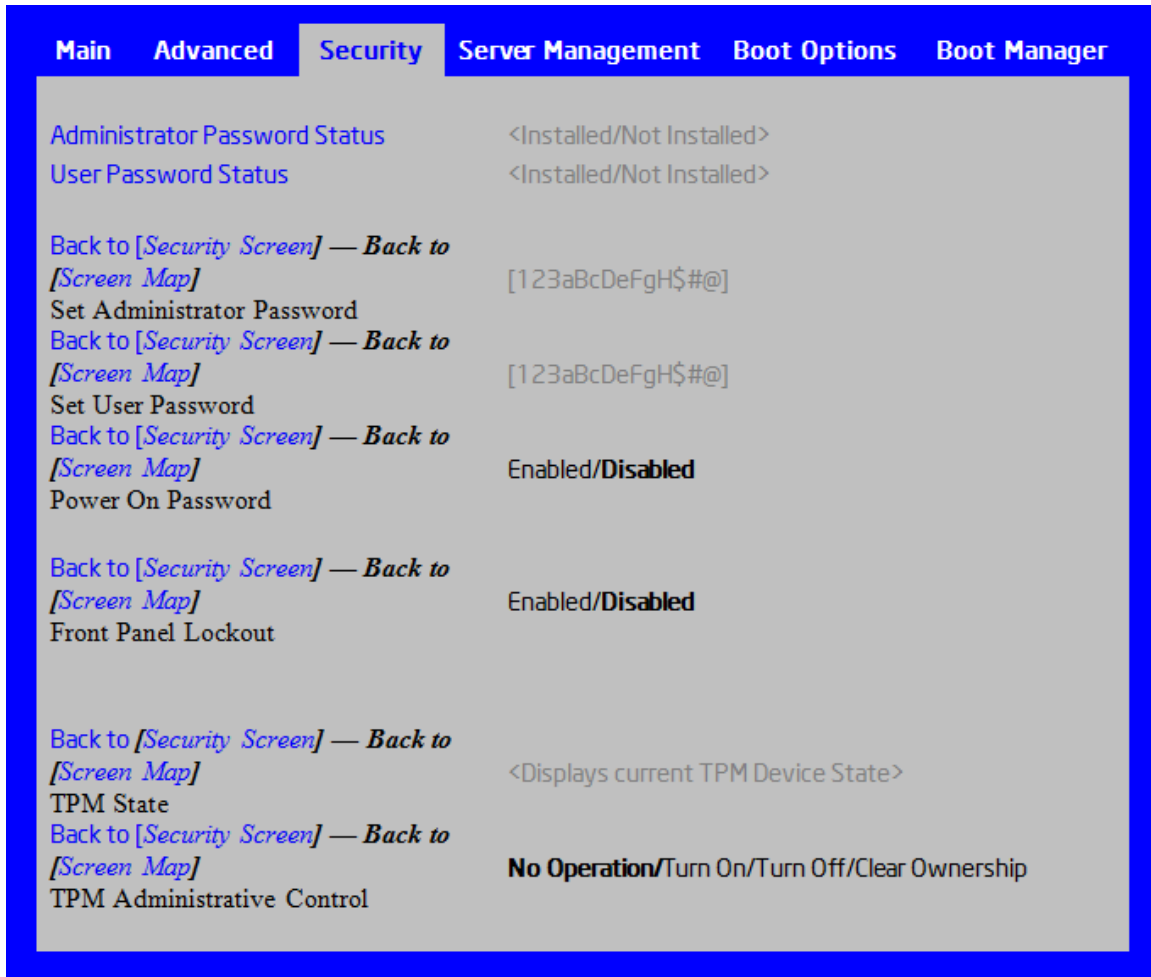 Main Advanced Security Server Management Boot Options Boot Manager
Administrator Password Status <Installed/Not Installed>
User Password Status <Installed/Not Installed>
Back to [Security Screen] — Back to
[Screen Map] [123aBcDeFgH$#@]
Set Administrator Password
Back to [Security Screen] — Back to
[Screen Map] [123aBcDeFgH$#@]
Set User Password
Back to [Security Screen] — Back to
[Screen Map] Enabled/Disabled
Power On Password
Back to [Security Screen] — Back to
[Screen Map] Enabled/Disabled
Front Panel Lockout
Back to [Security Screen] — Back to
[Screen Map] <Displays current TPM Device State>
TPM State
Back to [Security Screen] — Back to
[Screen Map] No Operation/Turn On/Turn Off/Clear Ownership
TPM Administrative Control